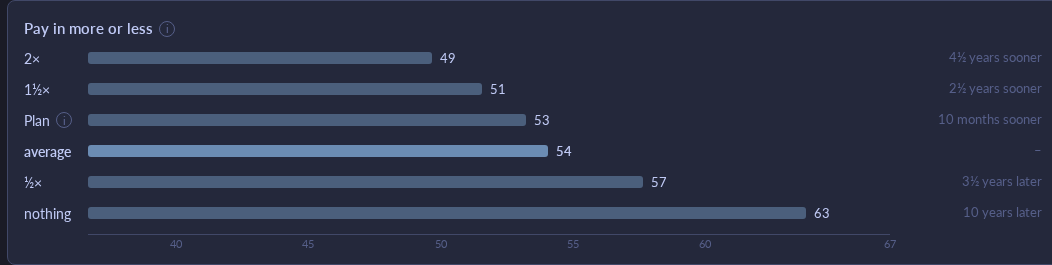 Pay in more or less
2× 49 4½ years sooner
1½× 51 2½ years sooner
Plan 53 10 months sooner
average 54 –
½× 57 3½ years later
nothing 63 10 years later
40 45 50 55 60 67